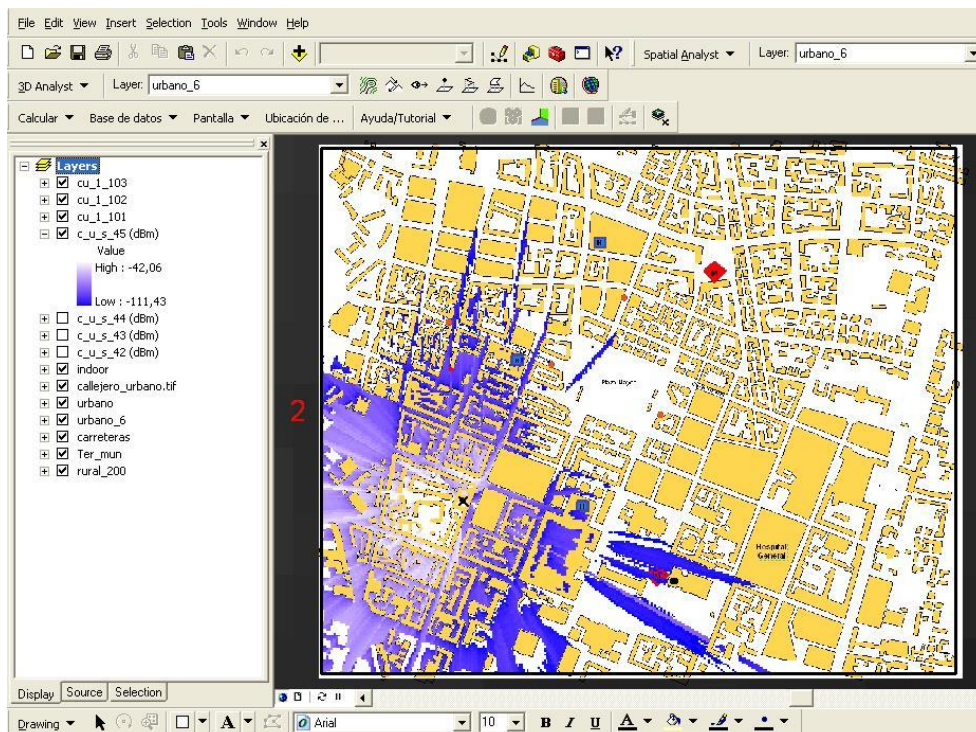 File Edit View Insert Selection Tools Window Help
Spatial Analyst Layer: urbano_6
3D Analyst Layer: urbano_6
Calcular Base de datos Pantalla Ubicación de ... Ayuda/Tutorial
Layers
cu_1_103
cu_1_102
cu_1_101
c_u_s_45 (dBm)
Value
High : -42,06
Low : -111,43
c_u_s_44 (dBm)
c_u_s_43 (dBm)
c_u_s_42 (dBm)
indoor
callejero_urbano.tif
urbano
urbano_6
carreteras
Ter_mun
rural_200
2
Plaza Mayor
Hospital
General
Display Source Selection
Drawing A Arial 10 B I U A